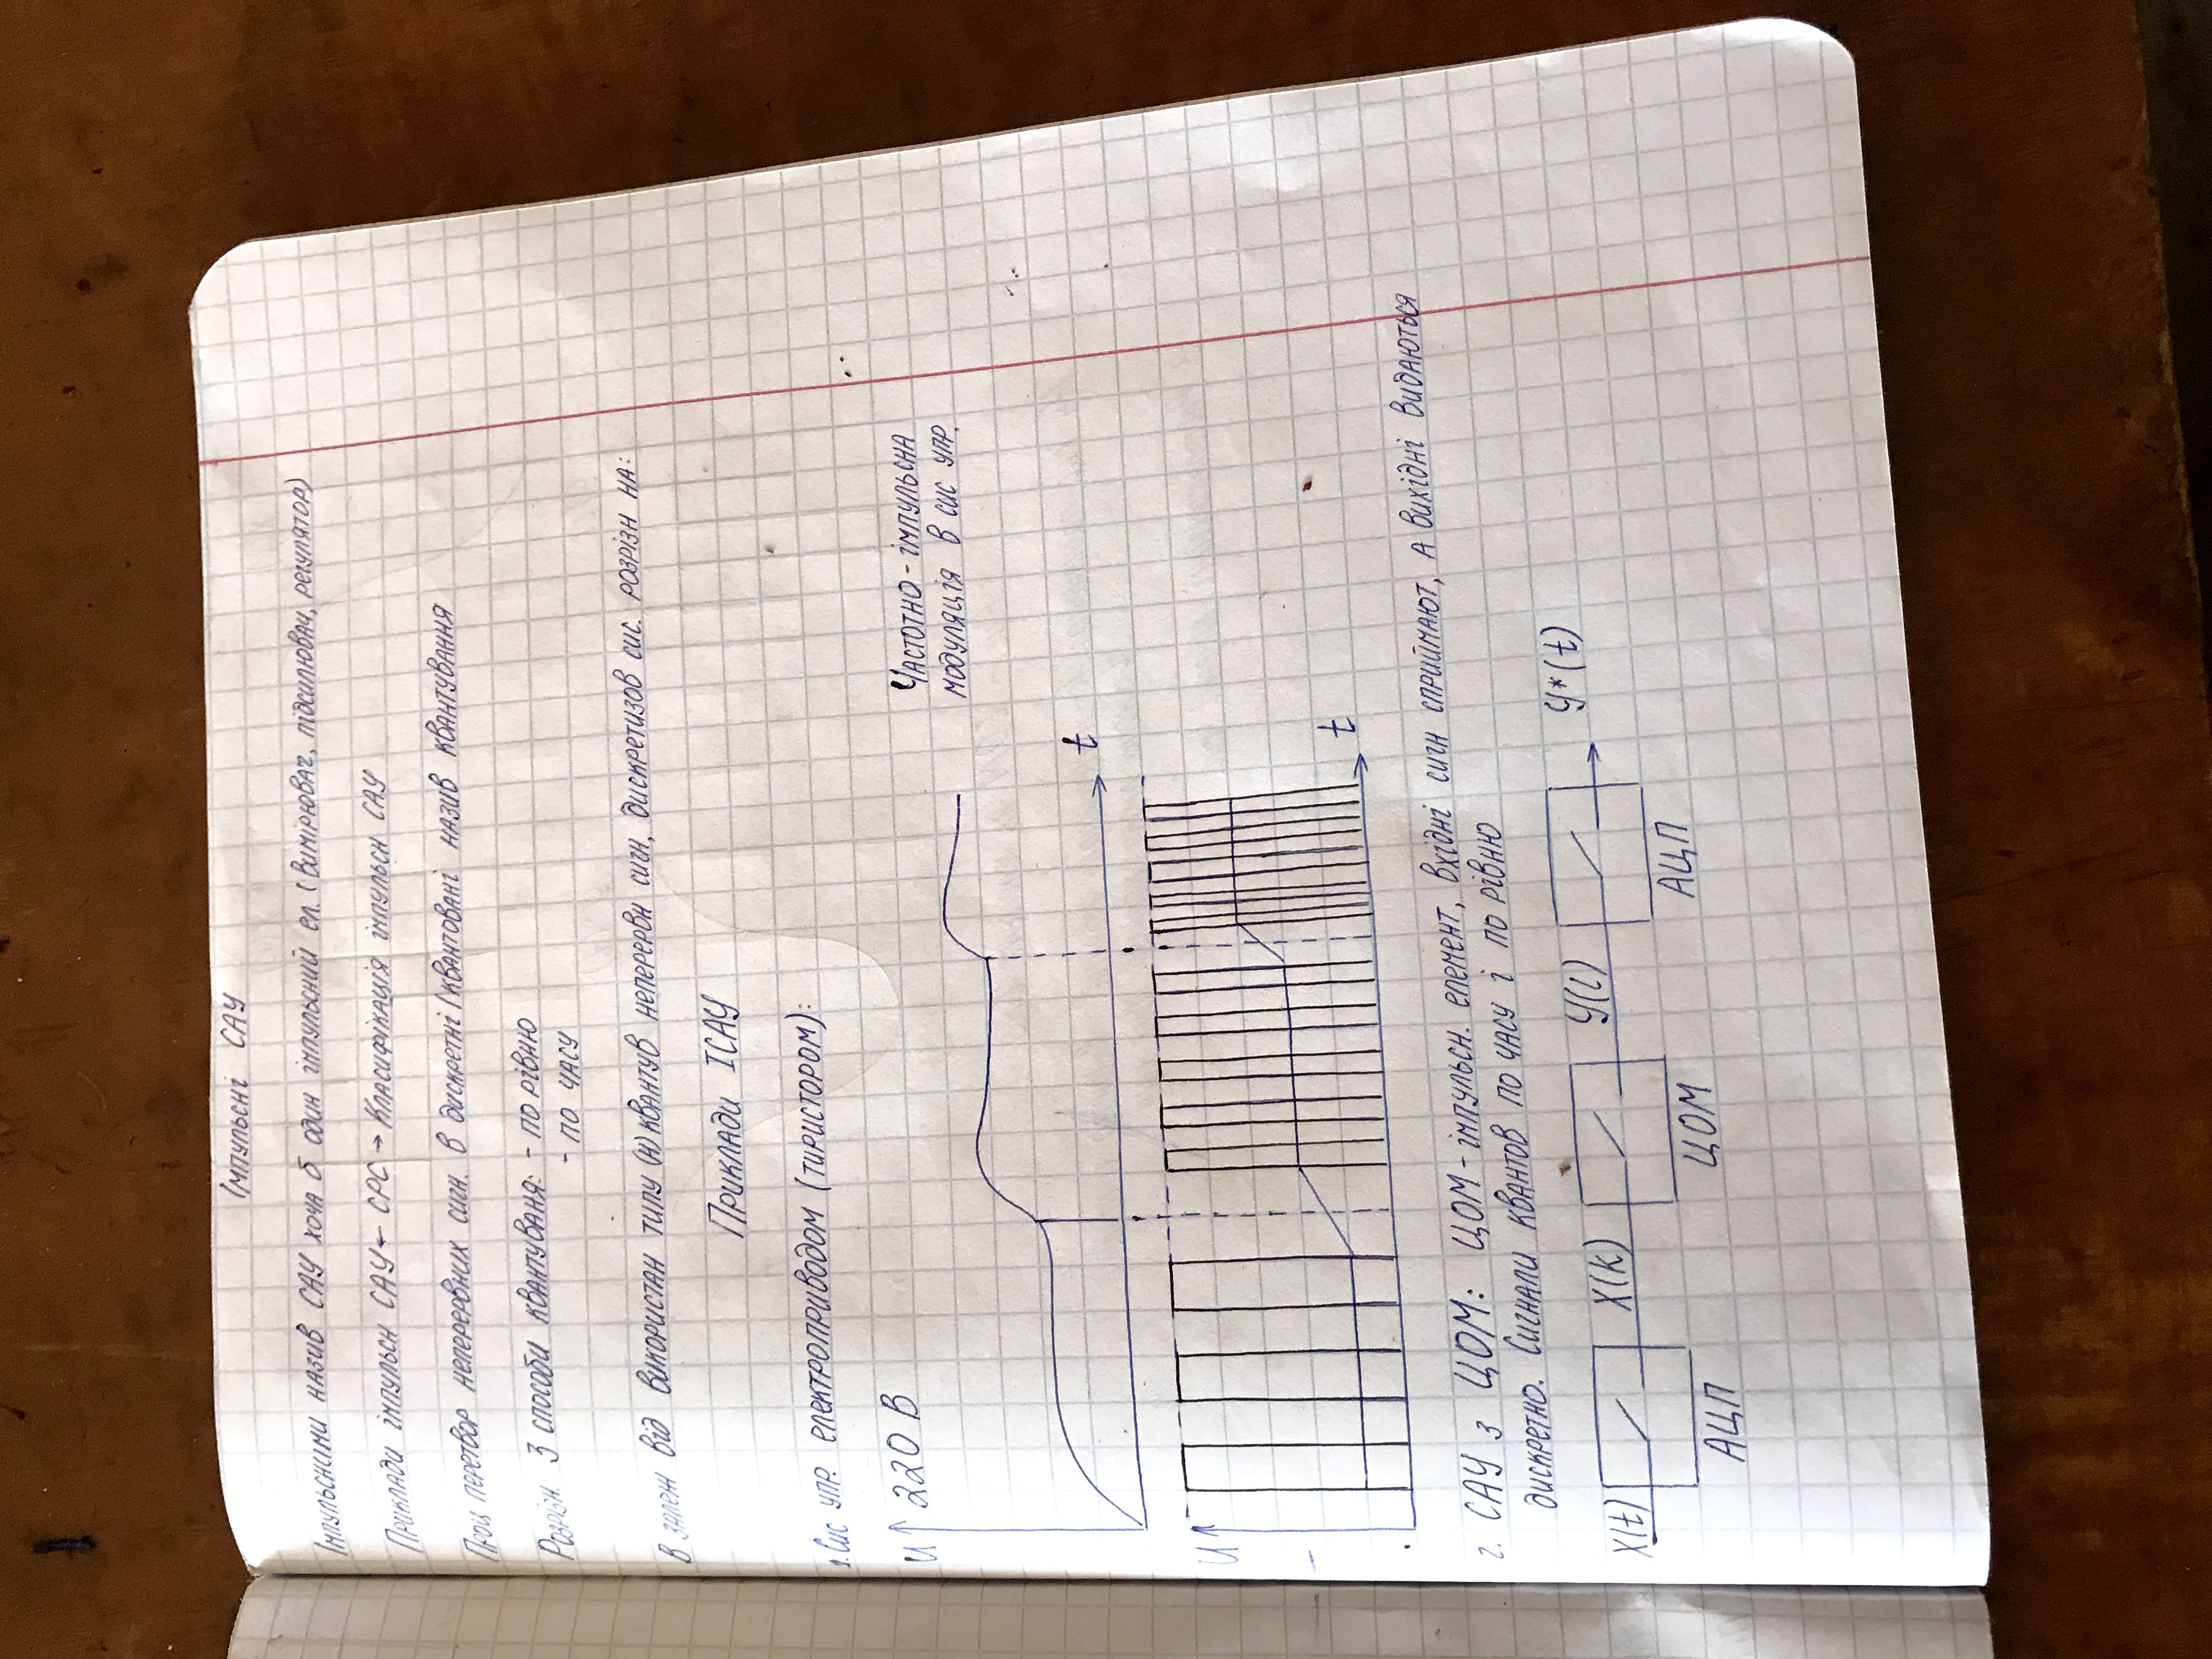 Імпульсні САУ
Імпульсними назив САУ хоча б один імпульсний ел. (вимірювач, підсилювач, регулятор)
Приклади імпульсн САУ ← СРС → Класифікація імпульсн САУ
Проц перетвор неперервних сигн. в дискретні/квантовані назив квантування
Розрізн. 3 способи квантуваня: - по рівню
- по часу
В залеж від використан типу (н) квантув неперервн сигн, дискретизов сис. розрізн на:
Приклади ІСАУ
1. Сис упр. електроприводом (тиристором):
U 220 В
Частотно-імпульсна
модуляція в сис упр.
t
U
t
2. САУ з ЦОМ: ЦОМ - імпульсн. елемент, вхідні сигн сприймают, а вихідні видаються
дискретно. Сигнали квантов по часу і по рівню
X(t) X(k) У(i) У*(t)
АЦП ЦОМ АЦП